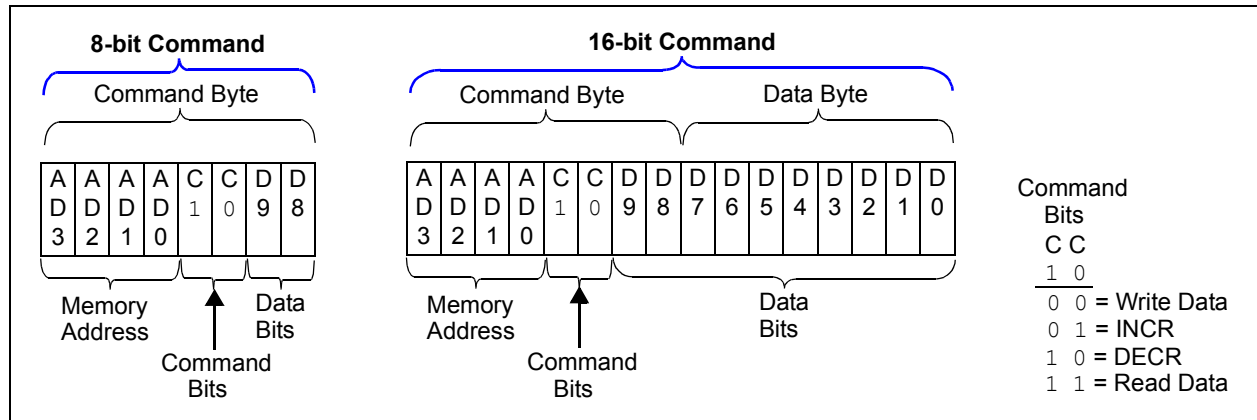 8-bit Command
16-bit Command
Command Byte
Command Byte
Data Byte
A A A A C C D D
D D D D 1 0 9 8
3 2 1 0
A A A A C C D D D D D D D D D D
D D D D 1 0 9 8 7 6 5 4 3 2 1 0
3 2 1 0
Memory Address
Data Bits
Command Bits
Memory Address
Data Bits
Command Bits
Command
Bits
C C
1 0
0 0 = Write Data
0 1 = INCR
1 0 = DECR
1 1 = Read Data